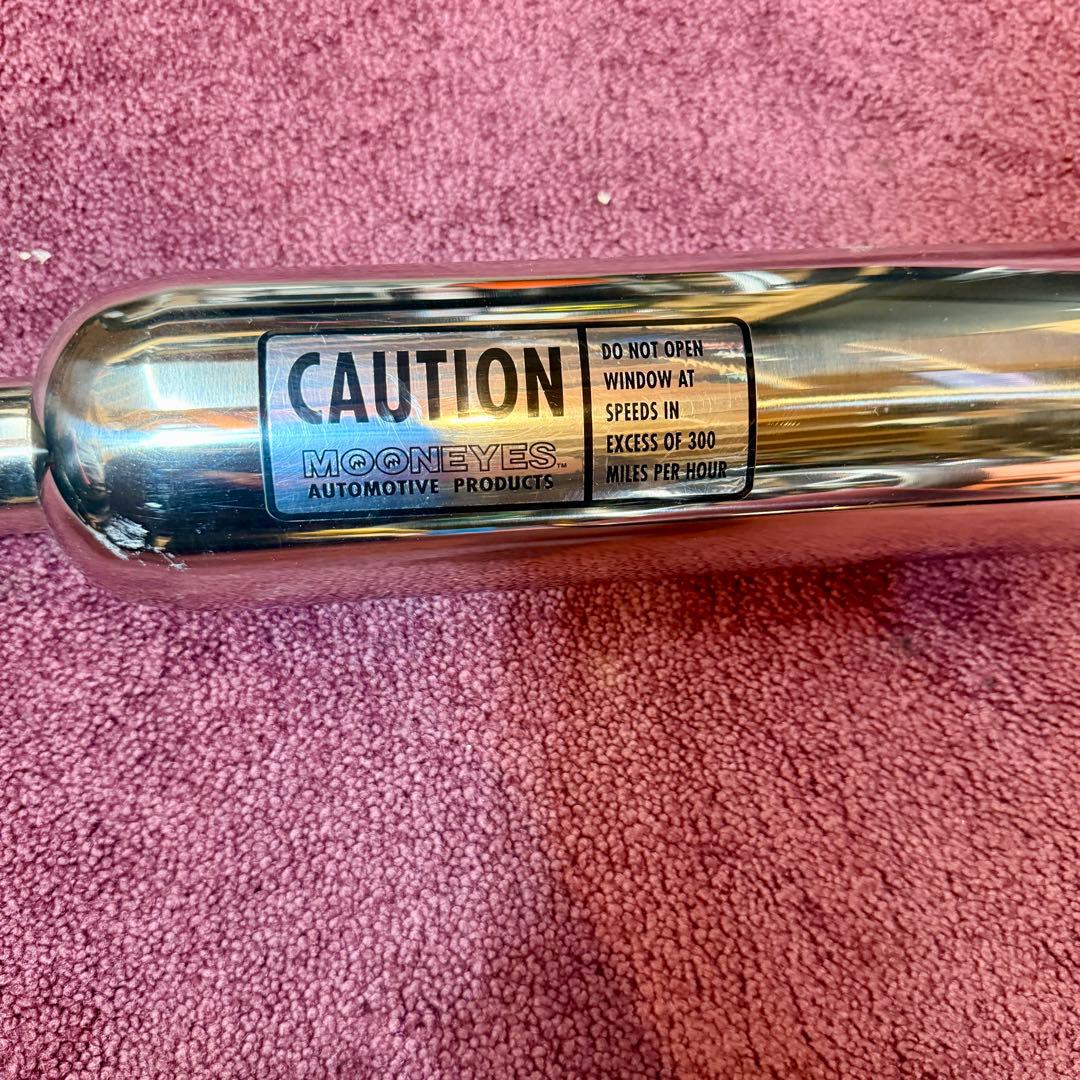 CAUTION
MOONEYES™
AUTOMOTIVE PRODUCTS
DO NOT OPEN
WINDOW AT
SPEEDS IN
EXCESS OF 300
MILES PER HOUR